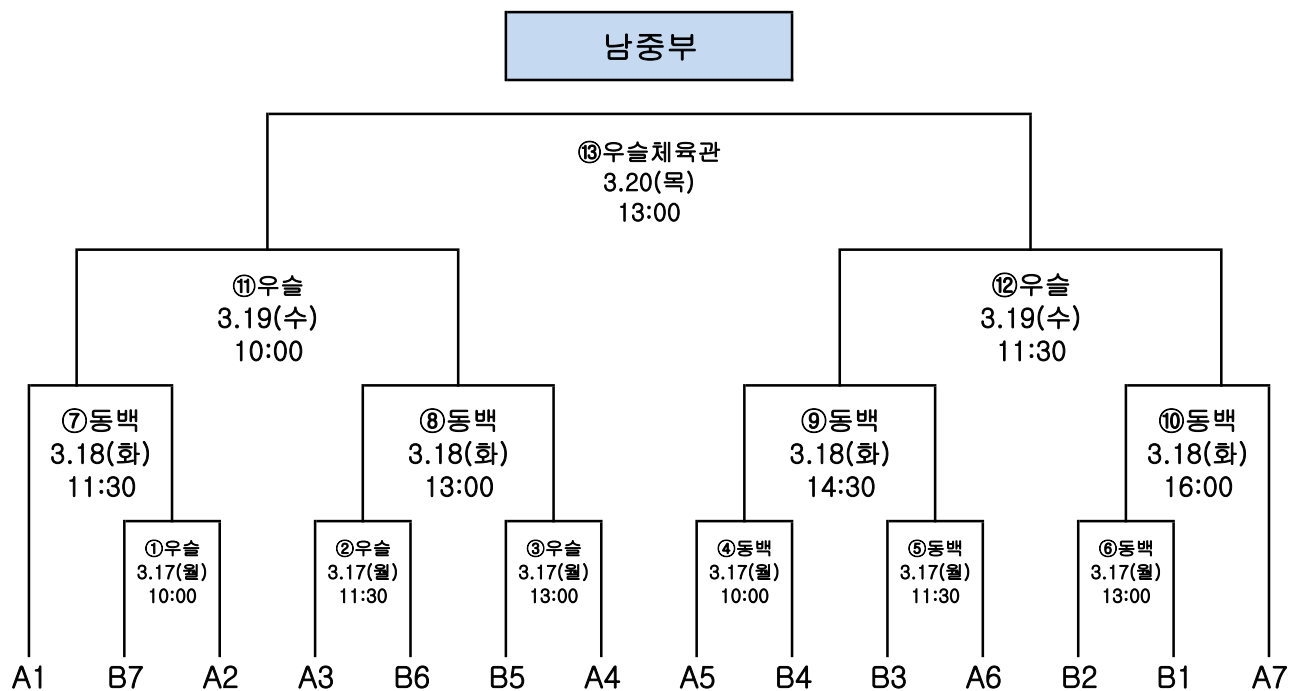 남중부
⑬우슬체육관
3.20(목)
13:00
⑪우슬
3.19(수)
10:00
⑫우슬
3.19(수)
11:30
⑦동백
3.18(화)
11:30
⑧동백
3.18(화)
13:00
⑨동백
3.18(화)
14:30
⑩동백
3.18(화)
16:00
①우슬
3.17(월)
10:00
②우슬
3.17(월)
11:30
③우슬
3.17(월)
13:00
④동백
3.17(월)
10:00
⑤동백
3.17(월)
11:30
⑥동백
3.17(월)
13:00
A1 B7 A2 A3 B6 B5 A4 A5 B4 B3 A6 B2 B1 A7